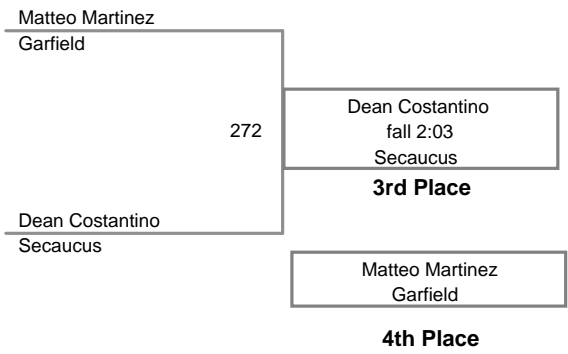 Matteo Martinez
Garfield
272
Dean Costantino
fall 2:03
Secaucus
3rd Place
Dean Costantino
Secaucus
Matteo Martinez
Garfield
4th Place